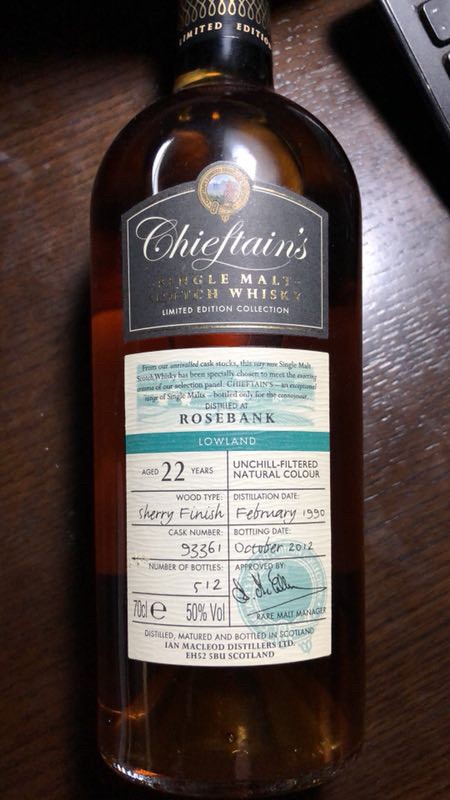 LIMITED EDITION
Chieftain's
SINGLE MALT
SCOTCH WHISKY
LIMITED EDITION COLLECTION
From our unrivalled cask stocks, this very rare Single Malt
Scotch Whisky has been specially chosen to meet the exacting
criteria of our selection panel. CHIEFTAIN'S – an exceptional
range of Single Malts – bottled only for the connoisseur.
DISTILLED AT
ROSEBANK
LOWLAND
AGED 22 YEARS
UNCHILL-FILTERED
NATURAL COLOUR
WOOD TYPE:
Sherry Finish
DISTILLATION DATE:
February 1990
CASK NUMBER:
93361
BOTTLING DATE:
October 2012
NUMBER OF BOTTLES:
512
APPROVED BY:
70cl e 50% Vol
RARE MALT MANAGER
DISTILLED, MATURED AND BOTTLED IN SCOTLAND
IAN MACLEOD DISTILLERS LTD.
EH52 5BU SCOTLAND